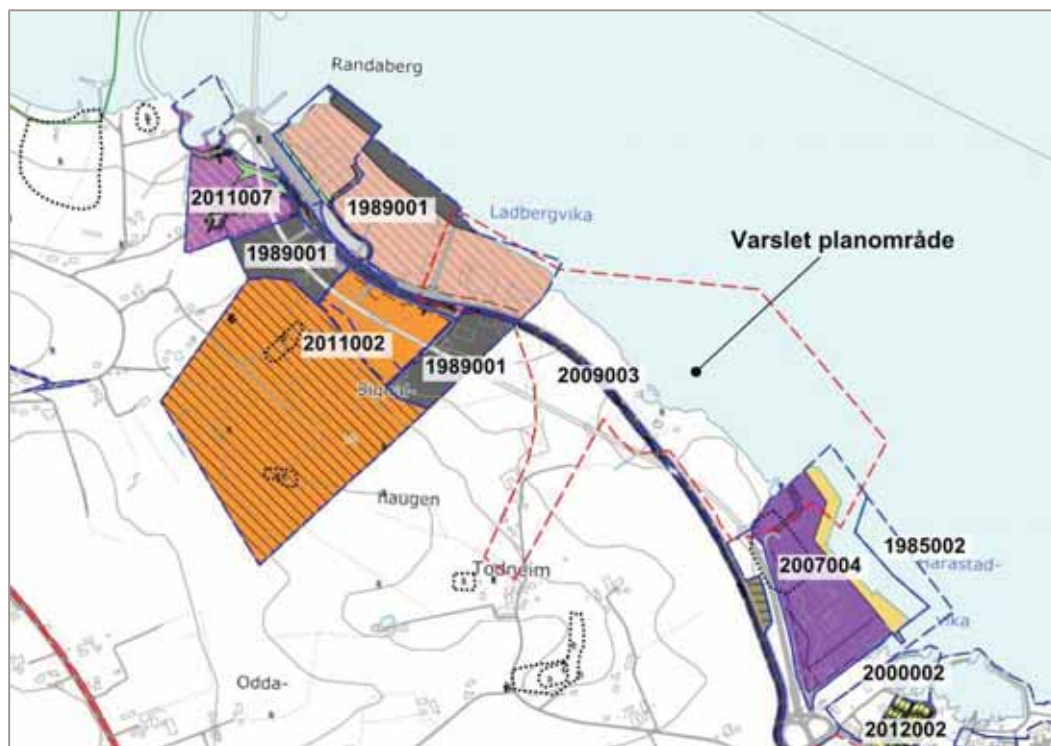 Randaberg
2011007
1989001
Ladbergvika
Varslet planområde
1989001
2011002
1989001
2009003
haugen
Todneim
2007004
1985002
vika
2000002
Odda-
2012002